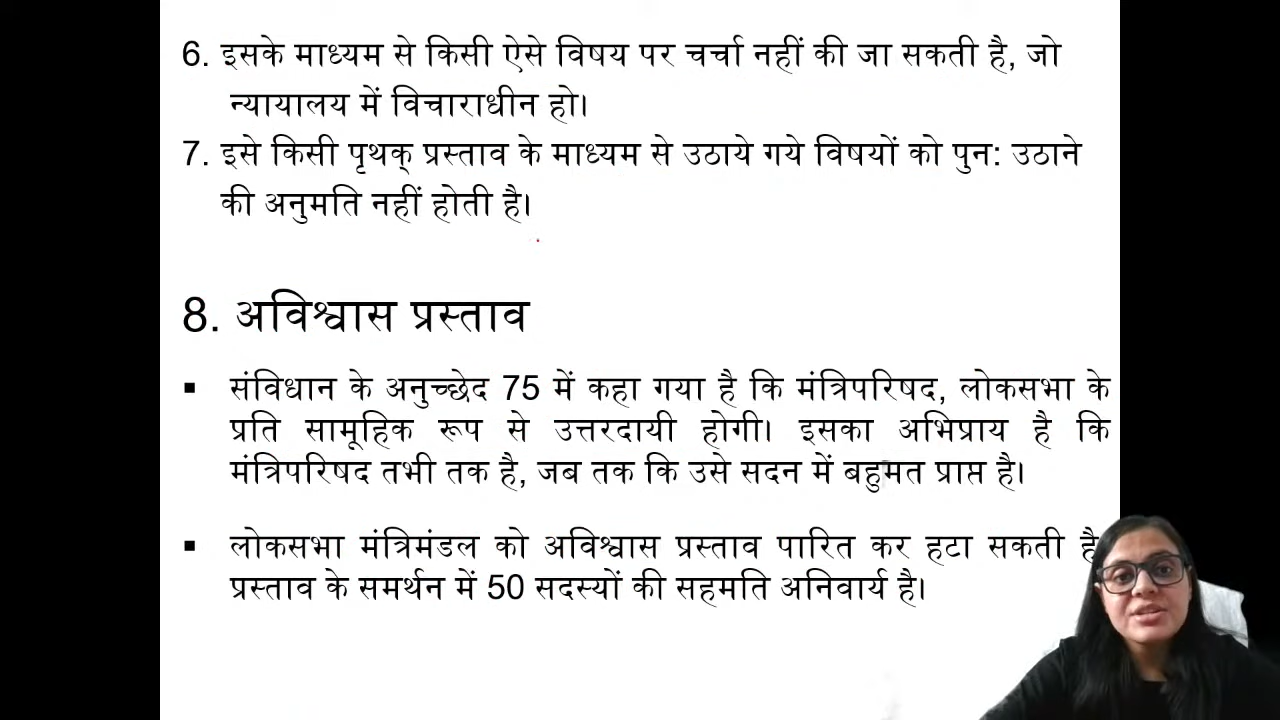 6. इसके माध्यम से किसी ऐसे विषय पर चर्चा नहीं की जा सकती है, जो
न्यायालय में विचाराधीन हो।
7. इसे किसी पृथक् प्रस्ताव के माध्यम से उठाये गये विषयों को पुन: उठाने
की अनुमति नहीं होती है।
8. अविश्वास प्रस्ताव
▪ संविधान के अनुच्छेद 75 में कहा गया है कि मंत्रिपरिषद, लोकसभा के
प्रति सामूहिक रूप से उत्तरदायी होगी। इसका अभिप्राय है कि
मंत्रिपरिषद तभी तक है, जब तक कि उसे सदन में बहुमत प्राप्त है।
▪ लोकसभा मंत्रिमंडल को अविश्वास प्रस्ताव पारित कर हटा सकती है
प्रस्ताव के समर्थन में 50 सदस्यों की सहमति अनिवार्य है।